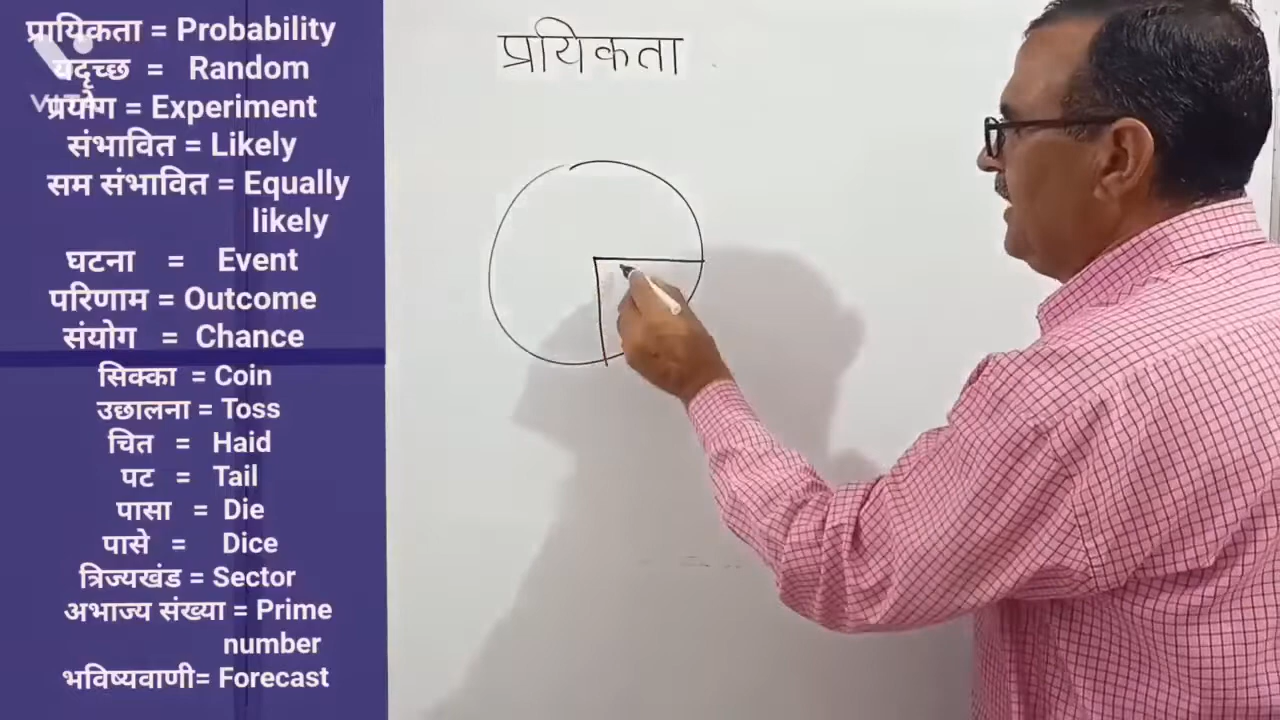 प्रायिकता = Probability
यदृच्छ = Random
प्रयोग = Experiment
संभावित = Likely
सम संभावित = Equally
likely
घटना = Event
परिणाम = Outcome
संयोग = Chance
सिक्का = Coin
उछालना = Toss
चित = Haid
पट = Tail
पासा = Die
पासे = Dice
त्रिज्यखंड = Sector
अभाज्य संख्या = Prime
number
भविष्यवाणी= Forecast
प्रयिकता